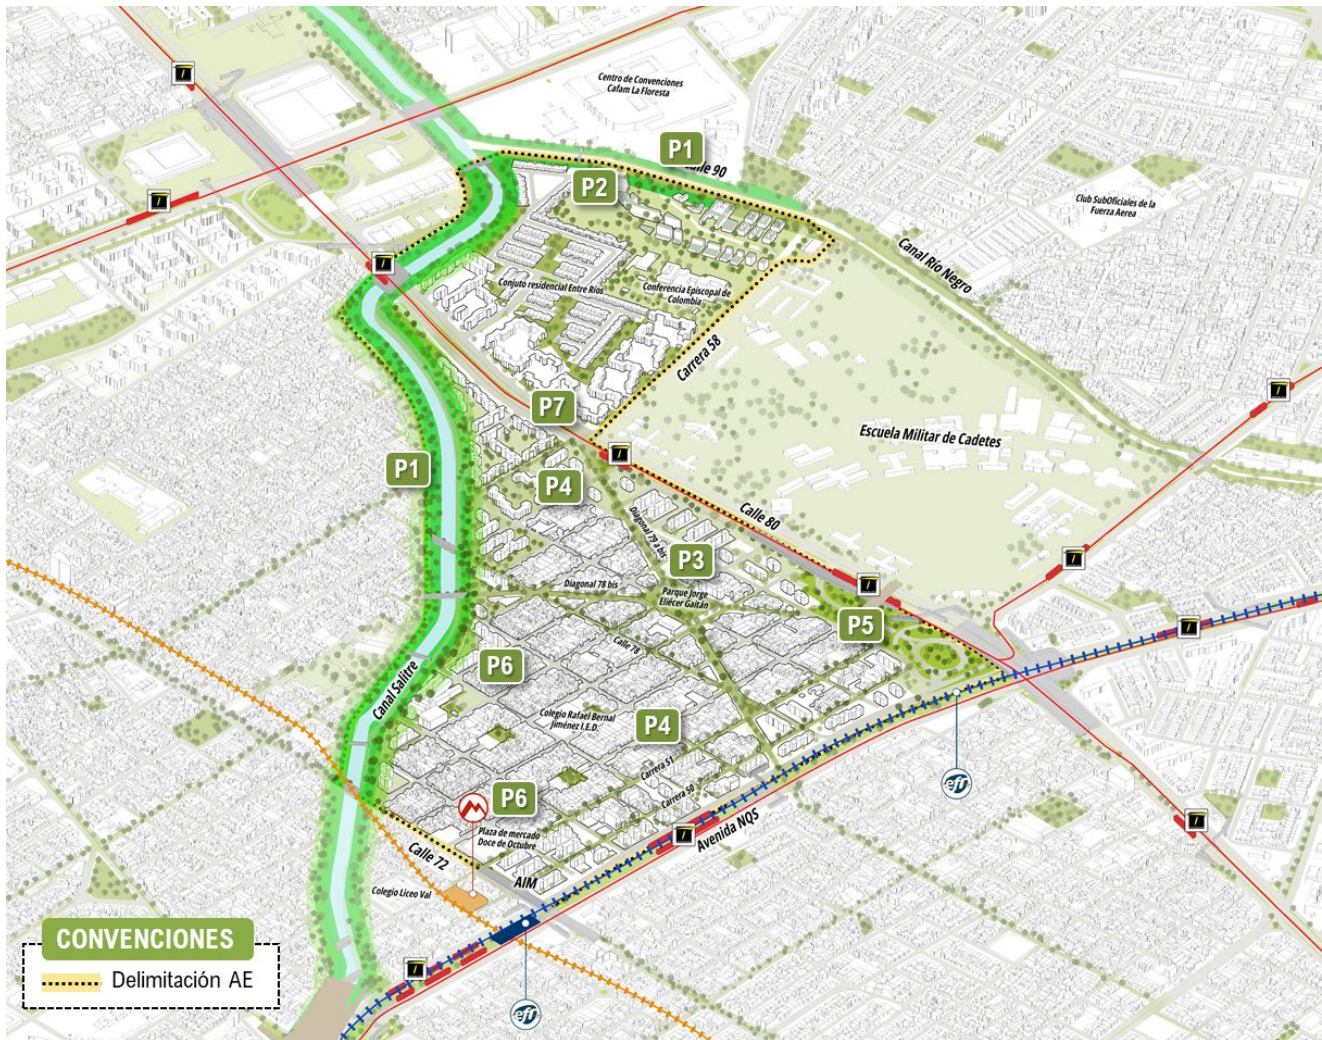 Centro de Convenciones
Cafam La Floresta
P1
Calle 90
P2
Club SubOficiales de la
Fuerza Aerea
Canal Río Negro
Conjuto residencial Entre Ríos
Conferencia Episcopal de
Colombia
Carrera 58
P7
Escuela Militar de Cadetes
P1
P4
Calle 80
Diagonal 79 a bis
P3
Diagonal 78 bis
Parque Jorge
Eliécer Gaitán
P5
Calle 78
P6
Canal Salitre
Colegio Rafael Bernal
Jiménez I.E.D.
P4
Carrera 51
eft
P6
Carrera 50
Plaza de mercado
Doce de Octubre
Avenida NQS
Calle 72
AIM
Colegio Liceo Val
eft
CONVENCIONES
Delimitación AE